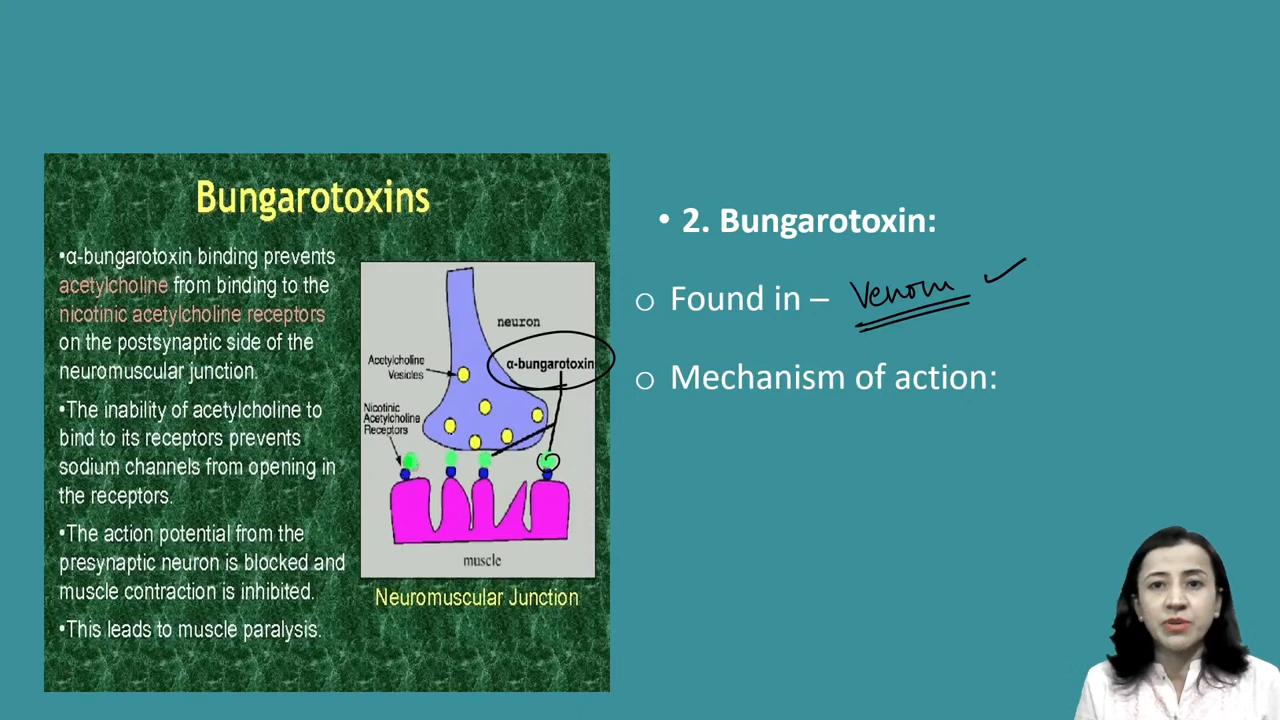 Bungarotoxins
•α-bungarotoxin binding prevents
acetylcholine from binding to the
nicotinic acetylcholine receptors
on the postsynaptic side of the
neuromuscular junction.
•The inability of acetylcholine to
bind to its receptors prevents
sodium channels from opening in
the receptors.
•The action potential from the
presynaptic neuron is blocked and
muscle contraction is inhibited.
•This leads to muscle paralysis.
neuron
α-bungarotoxin
Acetylcholine
Vesicles
Nicotinic
Acetylcholine
Receptors
muscle
Neuromuscular Junction
• 2. Bungarotoxin:
o Found in – Venom
o Mechanism of action: